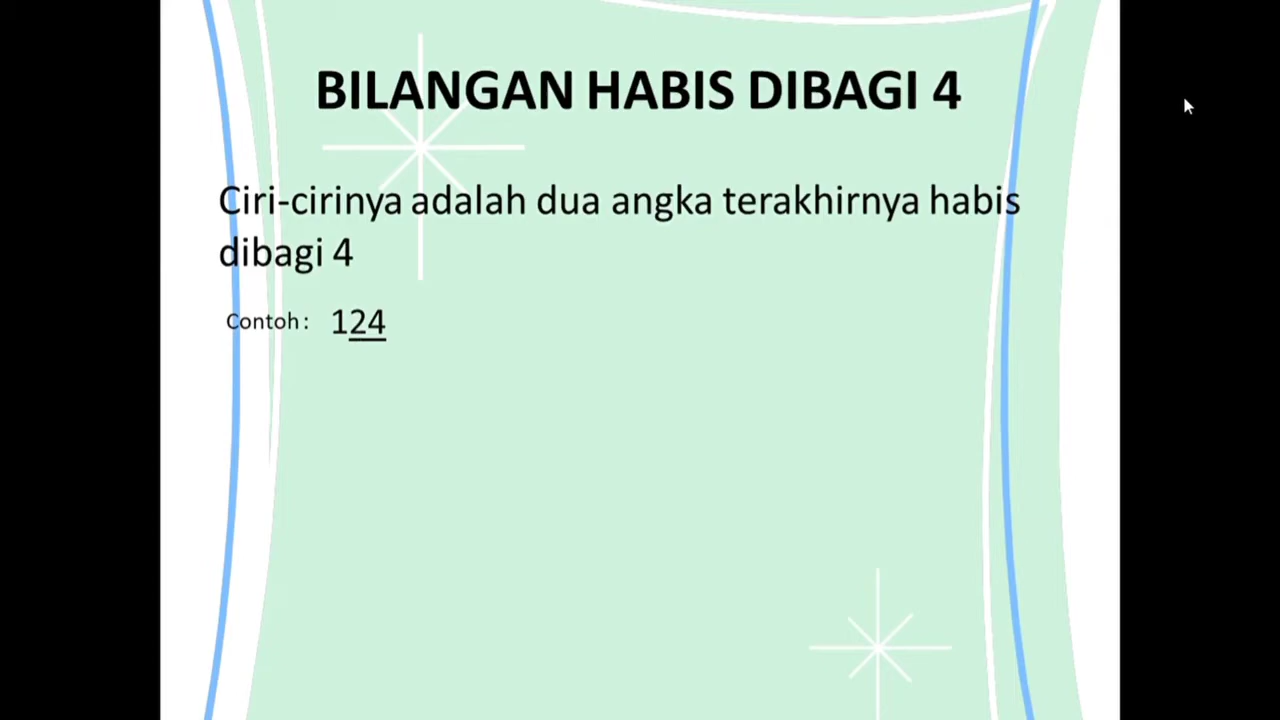 BILANGAN HABIS DIBAGI 4
Ciri-cirinya adalah dua angka terakhirnya habis
dibagi 4
Contoh: 124